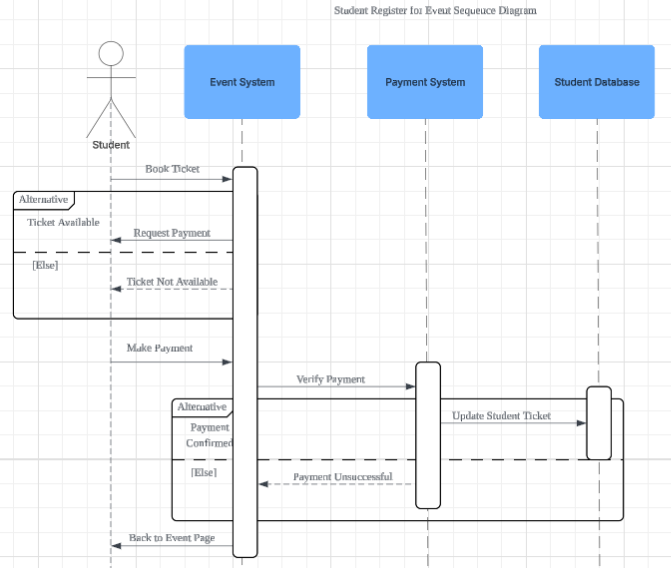 Student Register for Event Sequence Diagram
Event System
Payment System
Student Database
Student
Book Ticket
Alternative
Ticket Available
Request Payment
[Else]
Ticket Not Available
Make Payment
Verify Payment
Alternative
Update Student Ticket
Payment
Confirmed
[Else]
Payment Unsuccessful
Back to Event Page